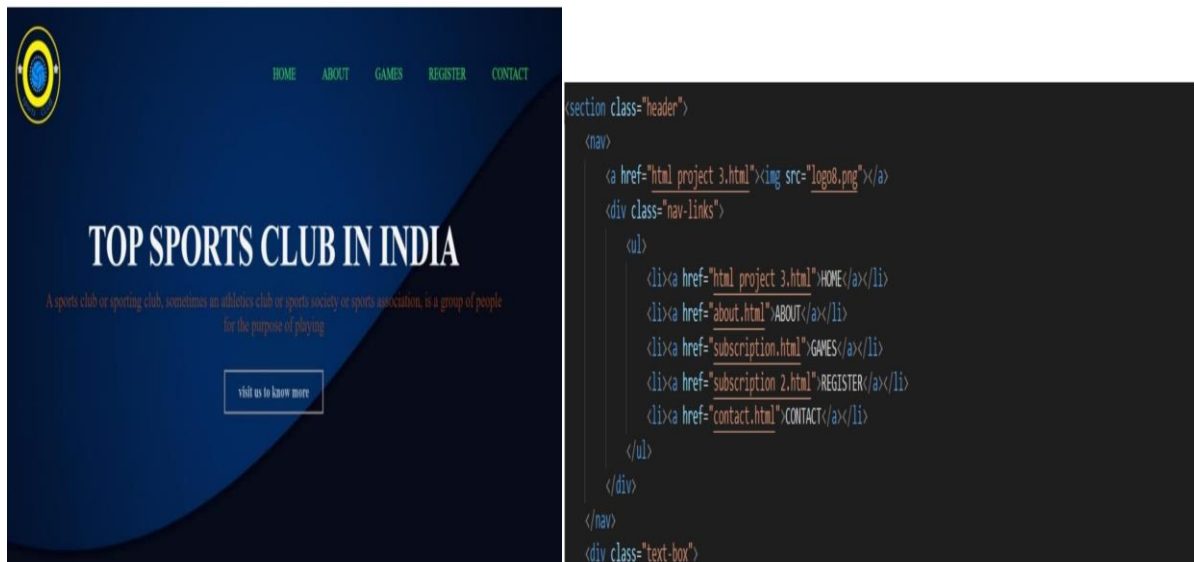 HOME ABOUT GAMES REGISTER CONTACT
TOP SPORTS CLUB IN INDIA
A sports club or sporting club, sometimes an athletics club or sports society or sports association, is a group of people
for the purpose of playing
visit us to know more
<section class="header">
<nav>
<a href="html project 3.html"><img src="logo8.png"></a>
<div class="nav-links">
<ul>
<li><a href="html project 3.html">HOME</a></li>
<li><a href="about.html">ABOUT</a></li>
<li><a href="subscription.html">GAMES</a></li>
<li><a href="subscription 2.html">REGISTER</a></li>
<li><a href="contact.html">CONTACT</a></li>
</ul>
</div>
</nav>
<div class="text-box">